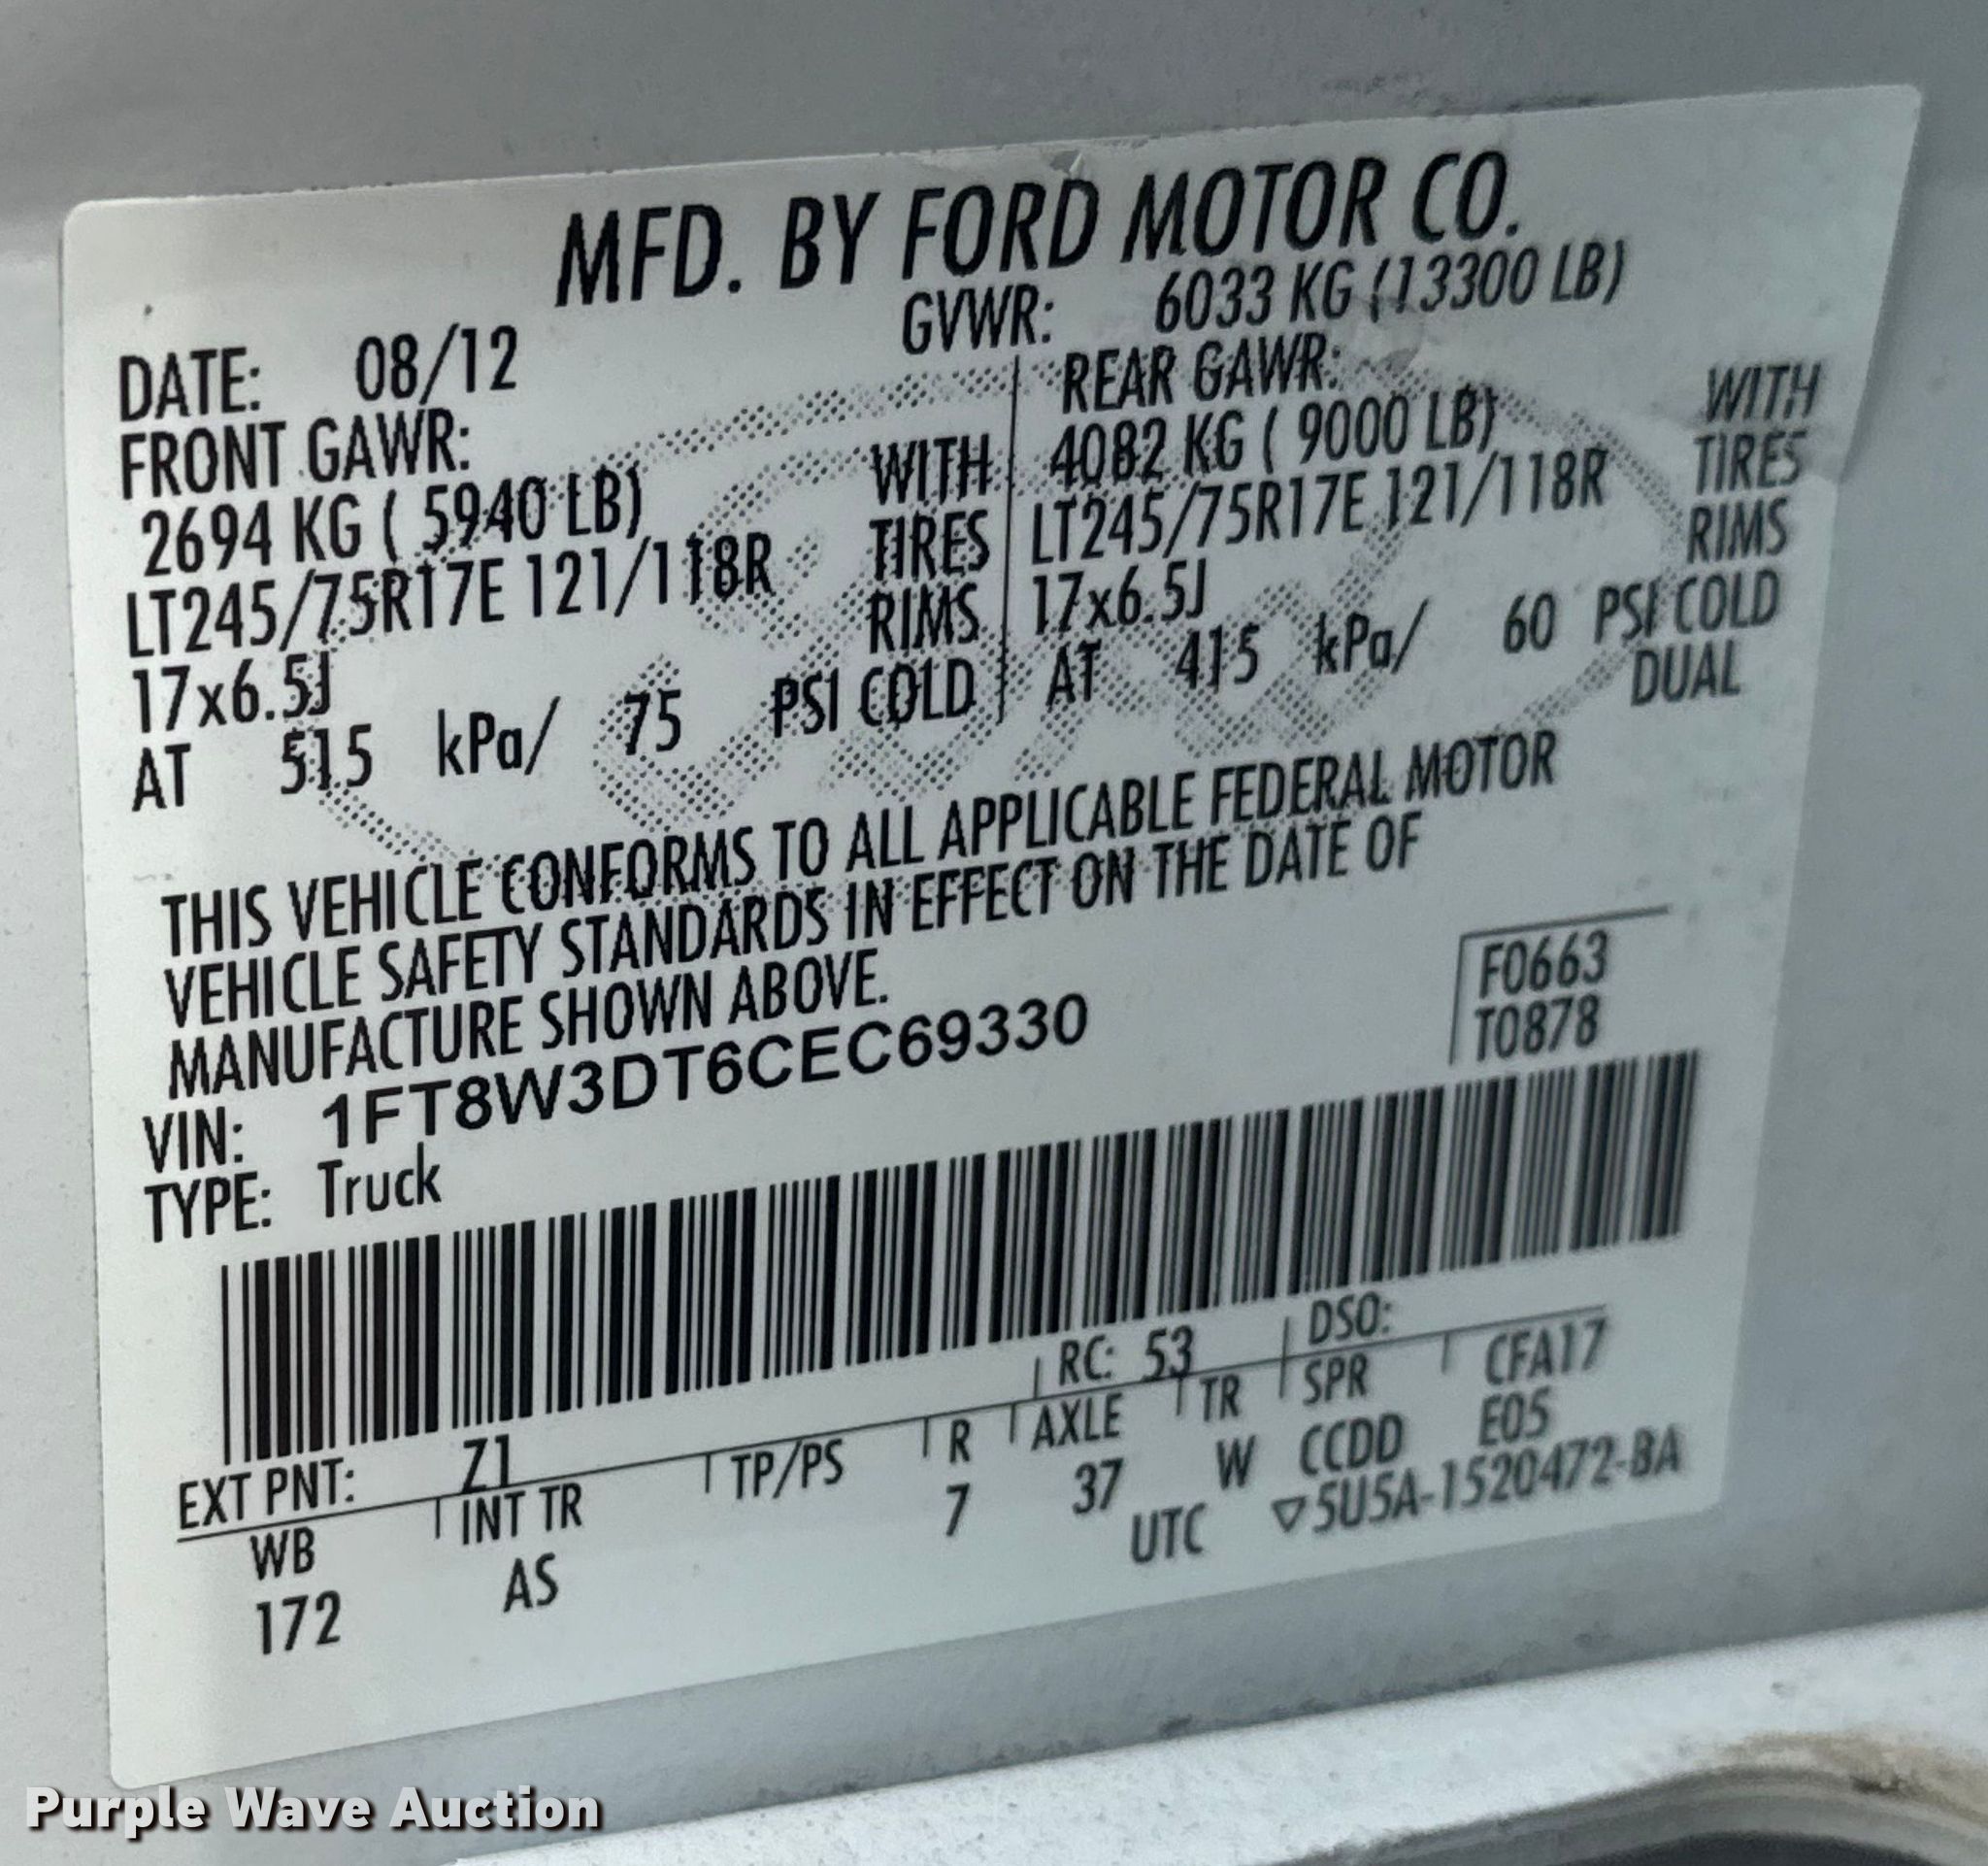 MFD. BY FORD MOTOR CO.
DATE: 08/12 GVWR: 6033 KG (13300 LB)
FRONT GAWR: REAR GAWR:
2694 KG ( 5940 LB) WITH 4082 KG ( 9000 LB) WITH
LT245/75R17E 121/118R TIRES LT245/75R17E 121/118R TIRES
17x6.5J RIMS 17x6.5J RIMS
AT 515 kPa/ 75 PSI COLD AT 415 kPa/ 60 PSI COLD
DUAL
THIS VEHICLE CONFORMS TO ALL APPLICABLE FEDERAL MOTOR
VEHICLE SAFETY STANDARDS IN EFFECT ON THE DATE OF
MANUFACTURE SHOWN ABOVE.
VIN: 1FT8W3DT6CEC69330
TYPE: Truck
F0663
T0878
EXT PNT: Z1 RC: 53 DSO:
WB INT TR TP/PS R AXLE TR SPR CFA17
172 AS 7 37 W CCDD E05
UTC ▽5U5A-1520472-BA
Purple Wave Auction